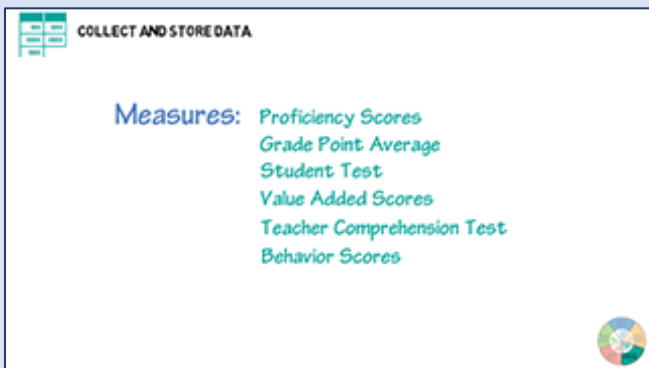 COLLECT AND STORE DATA
Measures: Proficiency Scores
Grade Point Average
Student Test
Value Added Scores
Teacher Comprehension Test
Behavior Scores